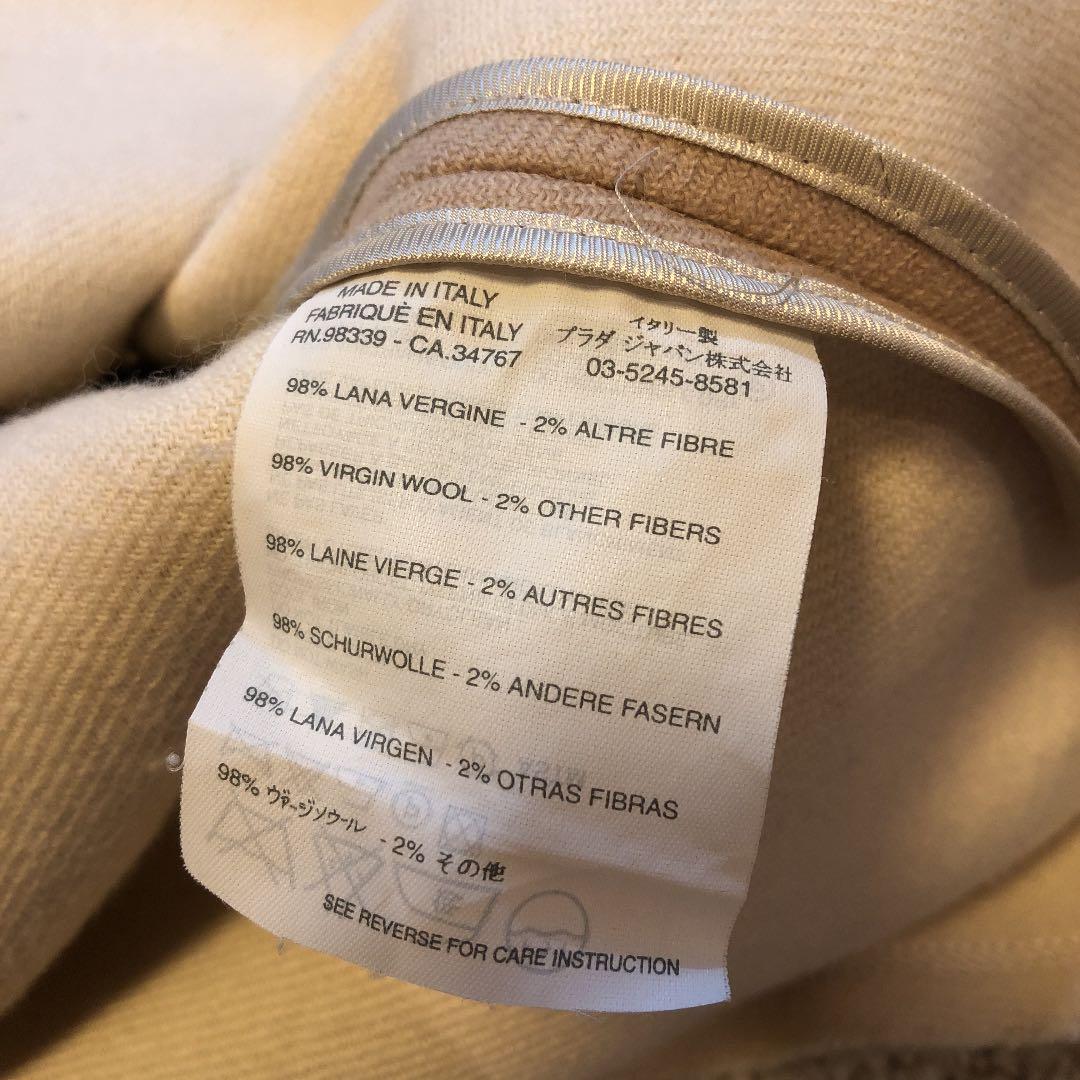 MADE IN ITALY
FABRIQUÈ EN ITALY
RN.98339 - CA.34767
イタリー製
プラダ ジャパン株式会社
03-5245-8581
98% LANA VERGINE - 2% ALTRE FIBRE
98% VIRGIN WOOL - 2% OTHER FIBERS
98% LAINE VIERGE - 2% AUTRES FIBRES
98% SCHURWOLLE - 2% ANDERE FASERN
98% LANA VIRGEN - 2% OTRAS FIBRAS
98% ヴァージンウール - 2% その他
SEE REVERSE FOR CARE INSTRUCTION